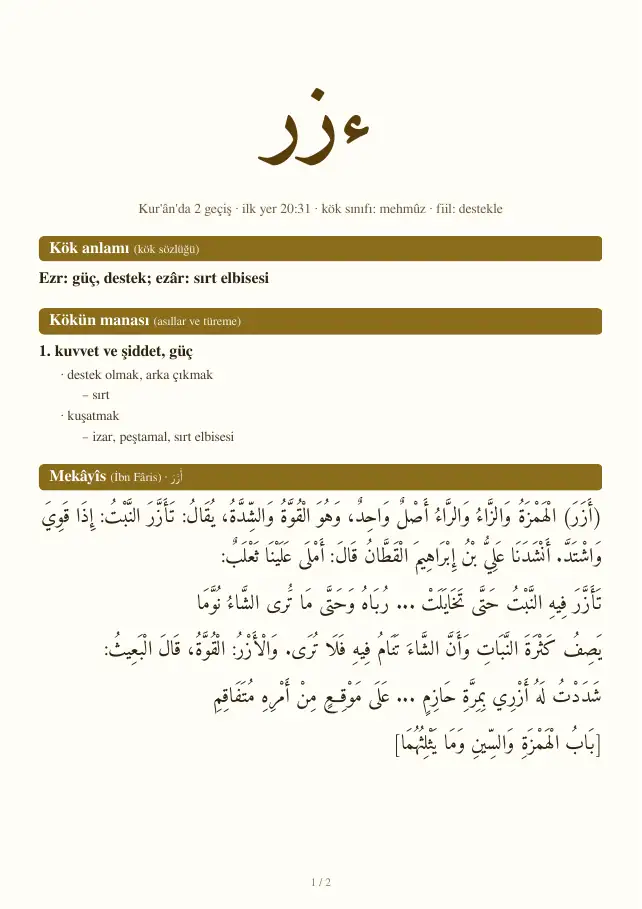 ءزر
Kur'ân'da 2 geçiş · ilk yer 20:31 · kök sınıfı: mehmûz · fiil: destekle
Kök anlamı (kök sözlüğü)
Ezr: güç, destek; ezâr: sırt elbisesi
Kökün manası (asıllar ve türeme)
1. kuvvet ve şiddet, güç
· destek olmak, arka çıkmak
– sırt
· kuşatmak
– izar, peştamal, sırt elbisesi
Mekâyîs (İbn Fâris) · أَزَرَ
(أَزَرَ) الْهَمْزَةُ وَالزَّاءُ وَالرَّاءُ أَصْلٌ وَاحِدٌ، وَهُوَ الْقُوَّةُ وَالشِّدَّةُ، يُقَالُ: تَأَزَّرَ النَّبْتُ: إِذَا قَوِيَ
وَاشْتَدَّ. أَنْشَدَنَا عَلِيُّ بْنُ إِبْرَاهِيمَ الْقَطَّانُ قَالَ: أَمْلَى عَلَيْنَا ثَعْلَبٌ:
تَأَزَّرَ فِيهِ النَّبْتُ حَتَّى تَخَايَلَتْ ... رُبَاهُ وَحَتَّى مَا تُرَى الشَّاءُ نُوَّمَا
يَصِفُ كَثْرَةَ النَّبَاتِ وَأَنَّ الشَّاءَ تَنَامُ فِيهِ فَلَا تُرَى. وَالْأَزْرُ: الْقُوَّةُ، قَالَ الْبَعِيثُ:
شَدَدْتُ لَهُ أَزْرِي بِمِرَّةِ حَازِمٍ ... عَلَى مَوْقِعٍ مِنْ أَمْرِهِ مُتَفَاقِمِ
[بَابُ الْهَمْزَةِ وَالسِّينِ وَمَا يَثْلِثُهُمَا]
1 / 2